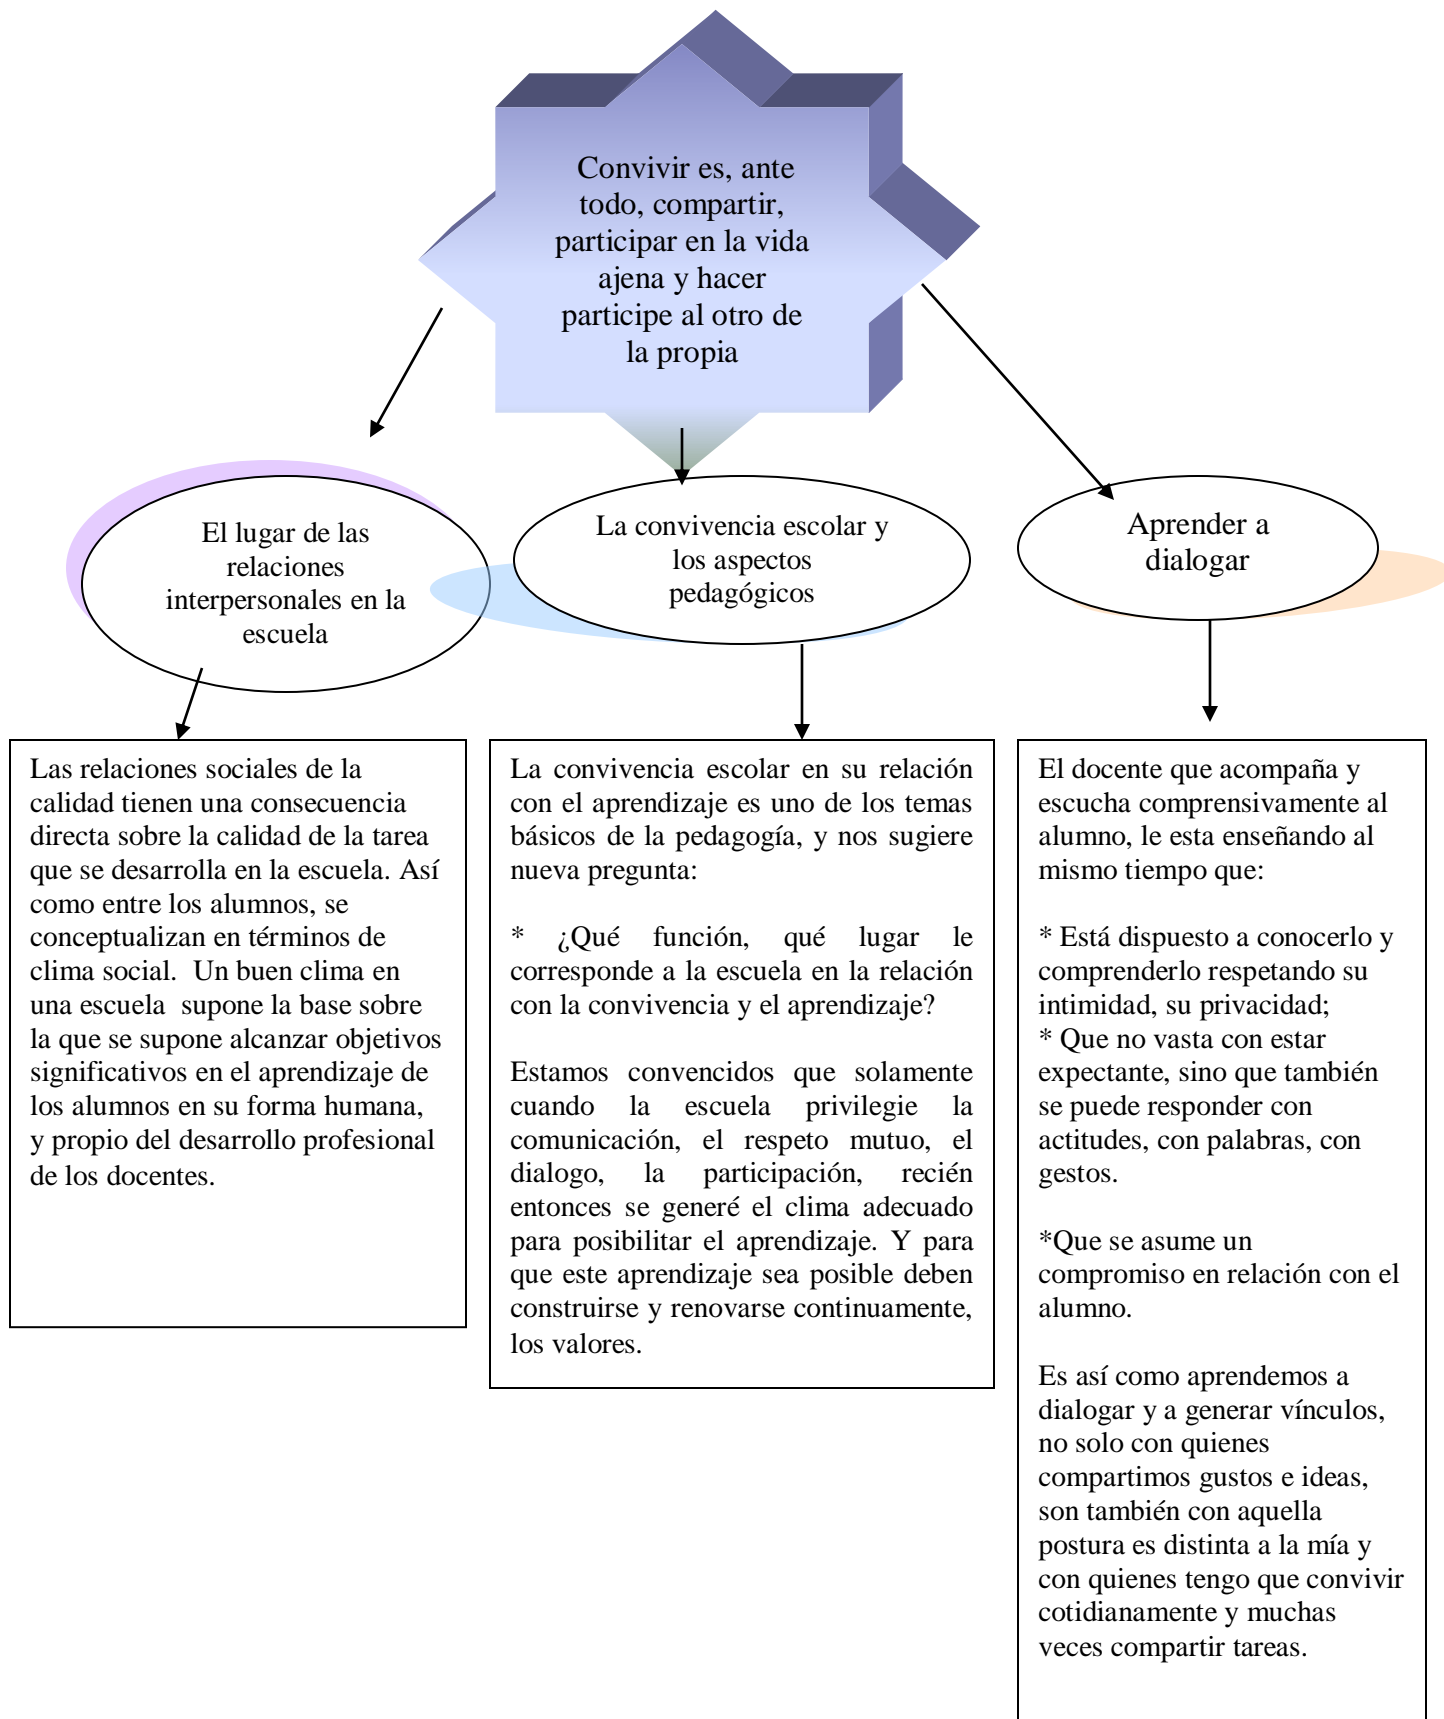 Convivir es, ante
todo, compartir,
participar en la vida
ajena y hacer
participe al otro de
la propia
El lugar de las
relaciones
interpersonales en la
escuela
La convivencia escolar y
los aspectos
pedagógicos
Aprender a
dialogar
Las relaciones sociales de la
calidad tienen una consecuencia
directa sobre la calidad de la tarea
que se desarrolla en la escuela. Así
como entre los alumnos, se
conceptualizan en términos de
clima social.  Un buen clima en
una escuela  supone la base sobre
la que se supone alcanzar objetivos
significativos en el aprendizaje de
los alumnos en su forma humana,
y propio del desarrollo profesional
de los docentes.
La convivencia escolar en su relación
con el aprendizaje es uno de los temas
básicos de la pedagogía, y nos sugiere
nueva pregunta:
* ¿Qué función, qué lugar le
corresponde a la escuela en la relación
con la convivencia y el aprendizaje?
Estamos convencidos que solamente
cuando la escuela privilegie la
comunicación, el respeto mutuo, el
dialogo, la participación, recién
entonces se generé el clima adecuado
para posibilitar el aprendizaje. Y para
que este aprendizaje sea posible deben
construirse y renovarse continuamente,
los valores.
El docente que acompaña y
escucha comprensivamente al
alumno, le esta enseñando al
mismo tiempo que:
* Está dispuesto a conocerlo y
comprenderlo respetando su
intimidad, su privacidad;
* Que no vasta con estar
expectante, sino que también
se puede responder con
actitudes, con palabras, con
gestos.
*Que se asume un
compromiso en relación con el
alumno.
Es así como aprendemos a
dialogar y a generar vínculos,
no solo con quienes
compartimos gustos e ideas,
son también con aquella
postura es distinta a la mía y
con quienes tengo que convivir
cotidianamente y muchas
veces compartir tareas.